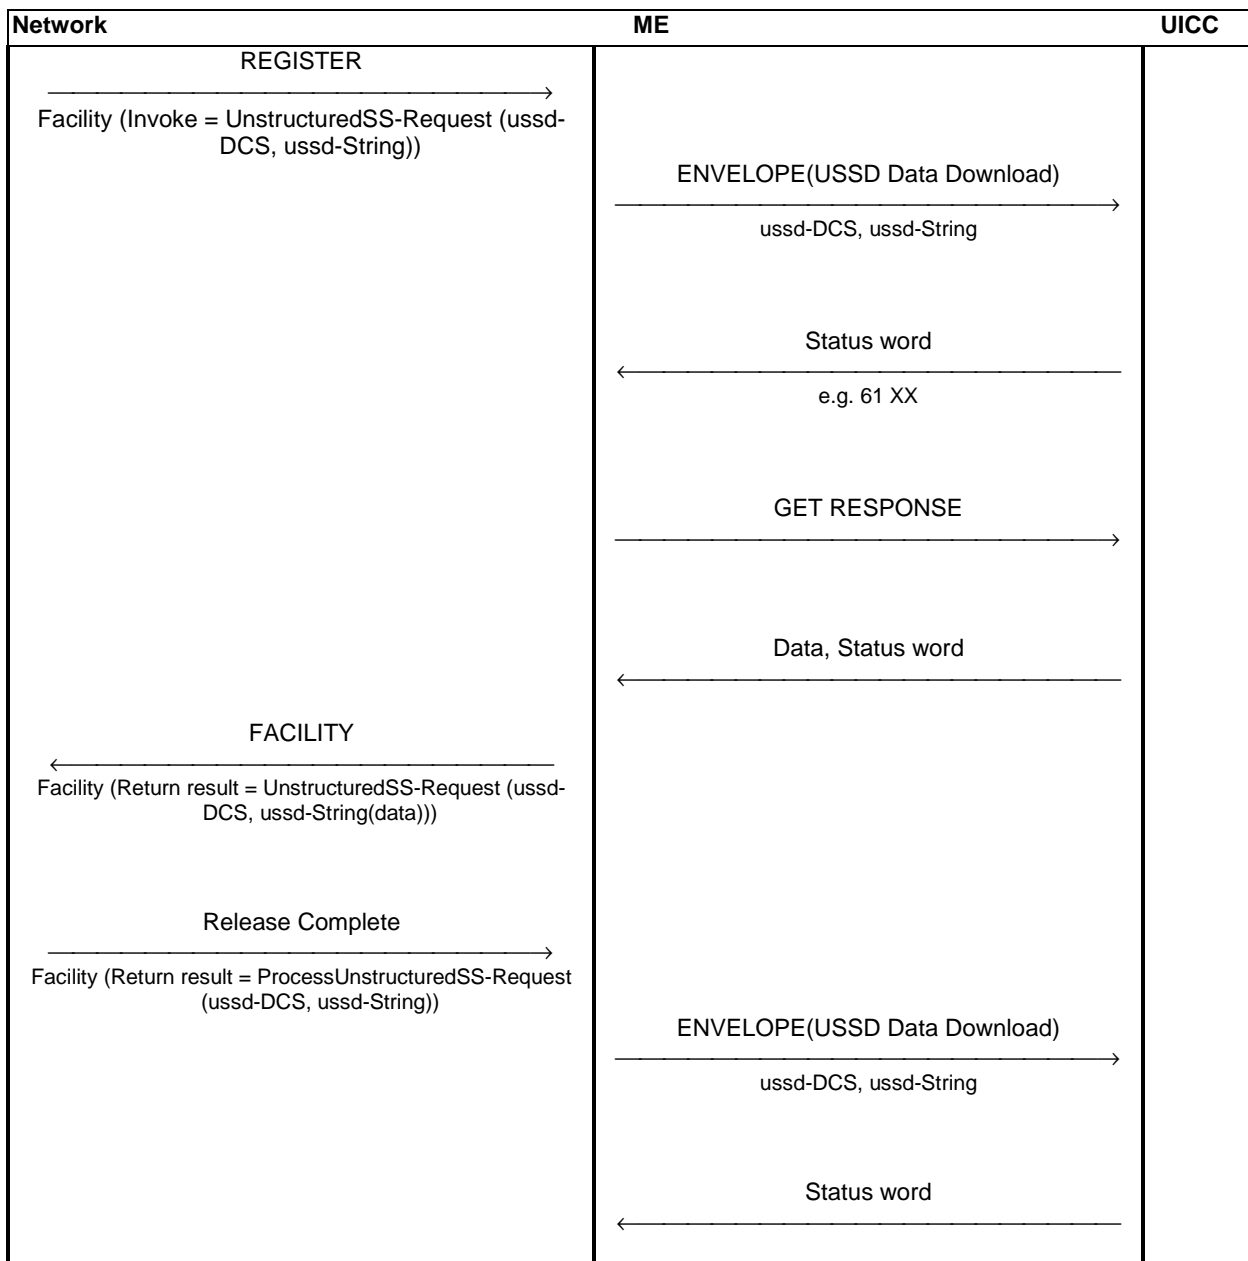 Network ME UICC
REGISTER
Facility (Invoke = UnstructuredSS-Request (ussd-
DCS, ussd-String))
ENVELOPE(USSD Data Download)
ussd-DCS, ussd-String
Status word
e.g. 61 XX
GET RESPONSE
Data, Status word
FACILITY
Facility (Return result = UnstructuredSS-Request (ussd-
DCS, ussd-String(data)))
Release Complete
Facility (Return result = ProcessUnstructuredSS-Request
(ussd-DCS, ussd-String))
ENVELOPE(USSD Data Download)
ussd-DCS, ussd-String
Status word